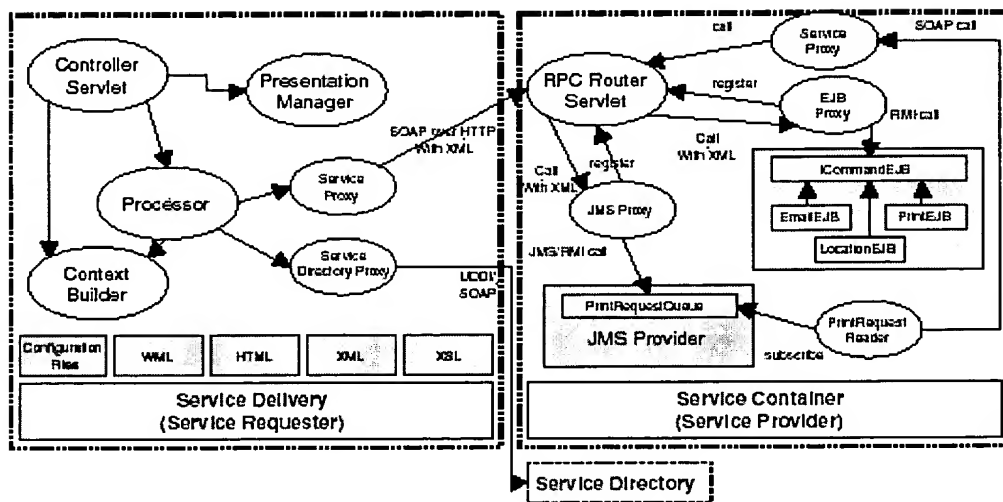 Controller
Servlet
Presentation
Manager
Processor
Context
Builder
Service
Proxy
Service
Directory Proxy
SOAP over HTTP
With XML
UDDI/
SOAP
Configuration
Files
WML
HTML
XML
XSL
Service Delivery
(Service Requester)
RPC Router
Servlet
call
Service
Proxy
SOAP call
register
EJB
Proxy
RMI call
Call
With XML
register
Call
With XML
JMS Proxy
ICommandEJB
EmailEJB
PrintEJB
LocationEJB
JMS/RMI call
PrintRequestQueue
JMS Provider
subscribe
PrintRequest
Reader
Service Container
(Service Provider)
Service Directory